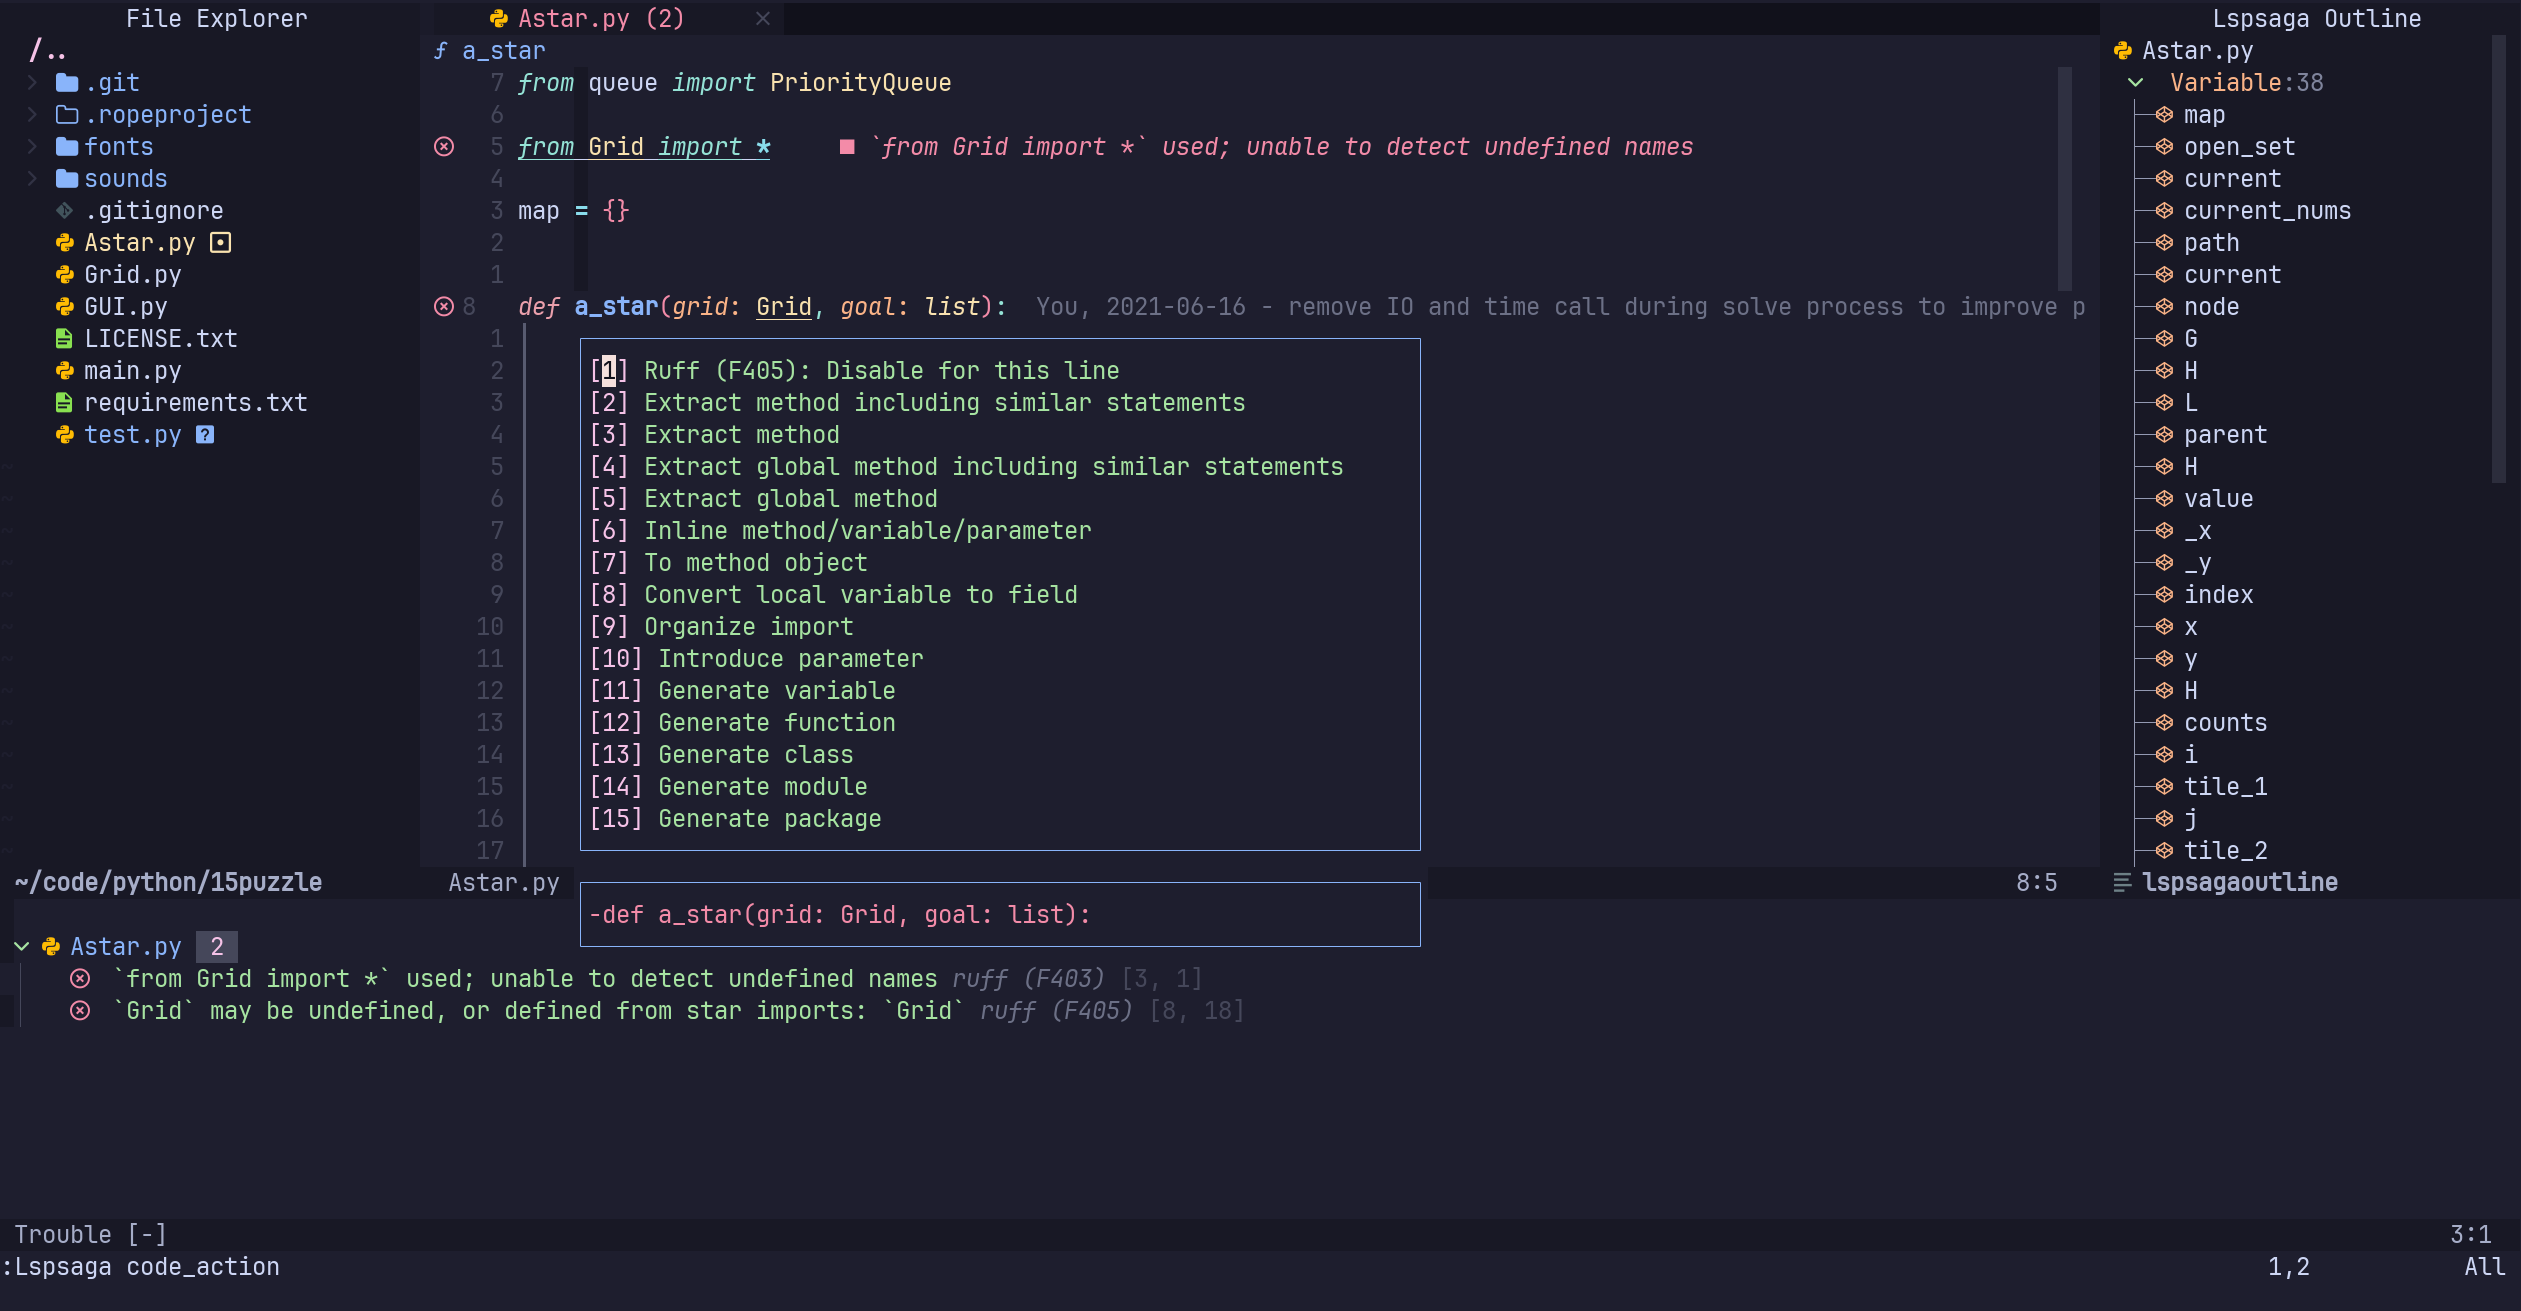 File Explorer
/..
.git
.ropeproject
fonts
sounds
.gitignore
Astar.py
Grid.py
GUI.py
LICENSE.txt
main.py
requirements.txt
test.py ?
~
~
~
~
~
~
~
~
~
~
~
~
~
~/code/python/15puzzle
Astar.py (2)
ƒ a_star
7 from queue import PriorityQueue
6
5 from Grid import * ■ `from Grid import *` used; unable to detect undefined names
4
3 map = {}
2
1
8 def a_star(grid: Grid, goal: list): You, 2021-06-16 - remove IO and time call during solve process to improve p
1
2 [1] Ruff (F405): Disable for this line
3 [2] Extract method including similar statements
4 [3] Extract method
5 [4] Extract global method including similar statements
6 [5] Extract global method
7 [6] Inline method/variable/parameter
8 [7] To method object
9 [8] Convert local variable to field
10 [9] Organize import
11 [10] Introduce parameter
12 [11] Generate variable
13 [12] Generate function
14 [13] Generate class
15 [14] Generate module
16 [15] Generate package
17
Astar.py 8:5
-def a_star(grid: Grid, goal: list):
Lspsaga Outline
Astar.py
Variable:38
map
open_set
current
current_nums
path
current
node
G
H
L
parent
H
value
_x
_y
index
x
y
H
counts
i
tile_1
j
tile_2
lspsagaoutline
Astar.py 2
`from Grid import *` used; unable to detect undefined names ruff (F403) [3, 1]
`Grid` may be undefined, or defined from star imports: `Grid` ruff (F405) [8, 18]
Trouble [-] 3:1
:Lspsaga code_action 1,2 All